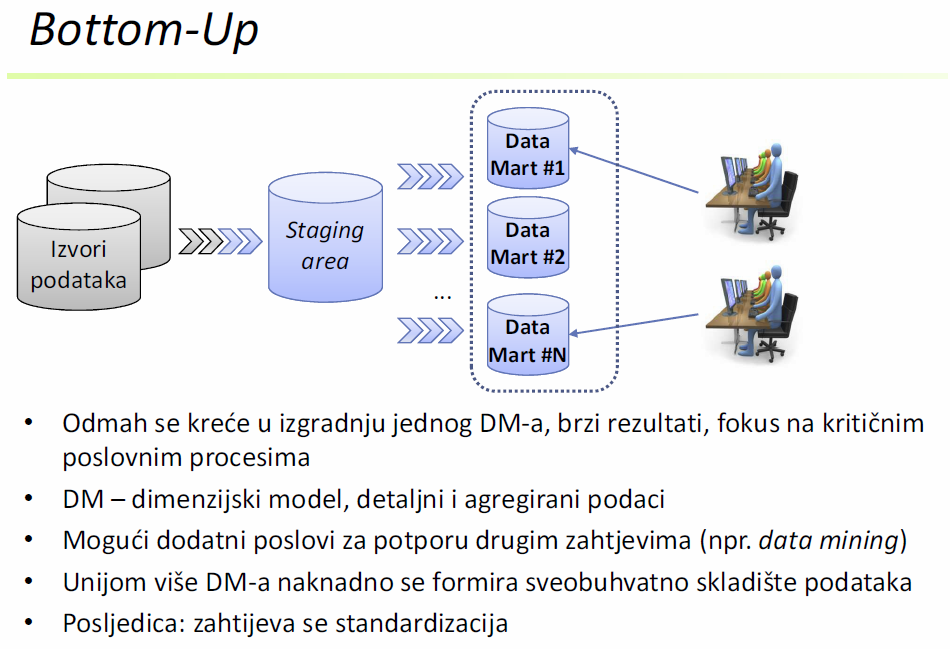 Bottom-Up
Izvori
podataka
Staging
area
...
Data
Mart #1
Data
Mart #2
Data
Mart #N
• Odmah se kreće u izgradnju jednog DM-a, brzi rezultati, fokus na kritičnim
poslovnim procesima
• DM – dimenzijski model, detaljni i agregirani podaci
• Mogući dodatni poslovi za potporu drugim zahtjevima (npr. data mining)
• Unijom više DM-a naknadno se formira sveobuhvatno skladište podataka
• Posljedica: zahtijeva se standardizacija